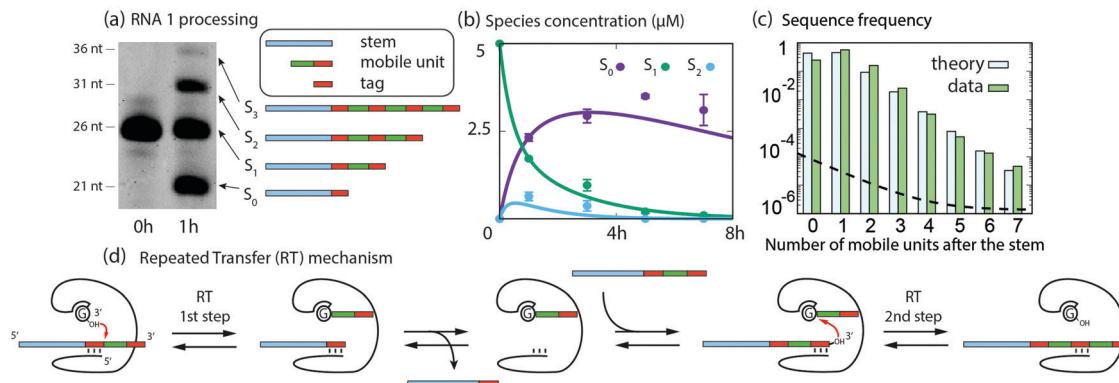 (a) RNA 1 processing
36 nt
31 nt
26 nt
21 nt
0h 1h
stem
mobile unit
tag
S3
S2
S1
S0
(b) Species concentration (μM)
5
2.5
0 4h 8h
S0 S1 S2
(c) Sequence frequency
1
10-2
10-4
10-6
theory
data
0 1 2 3 4 5 6 7
Number of mobile units after the stem
(d) Repeated Transfer (RT) mechanism
G
3′
OH
5′
3′
5′
RT
1st step
G
G
G
3′
OH
RT
2nd step
G
OH